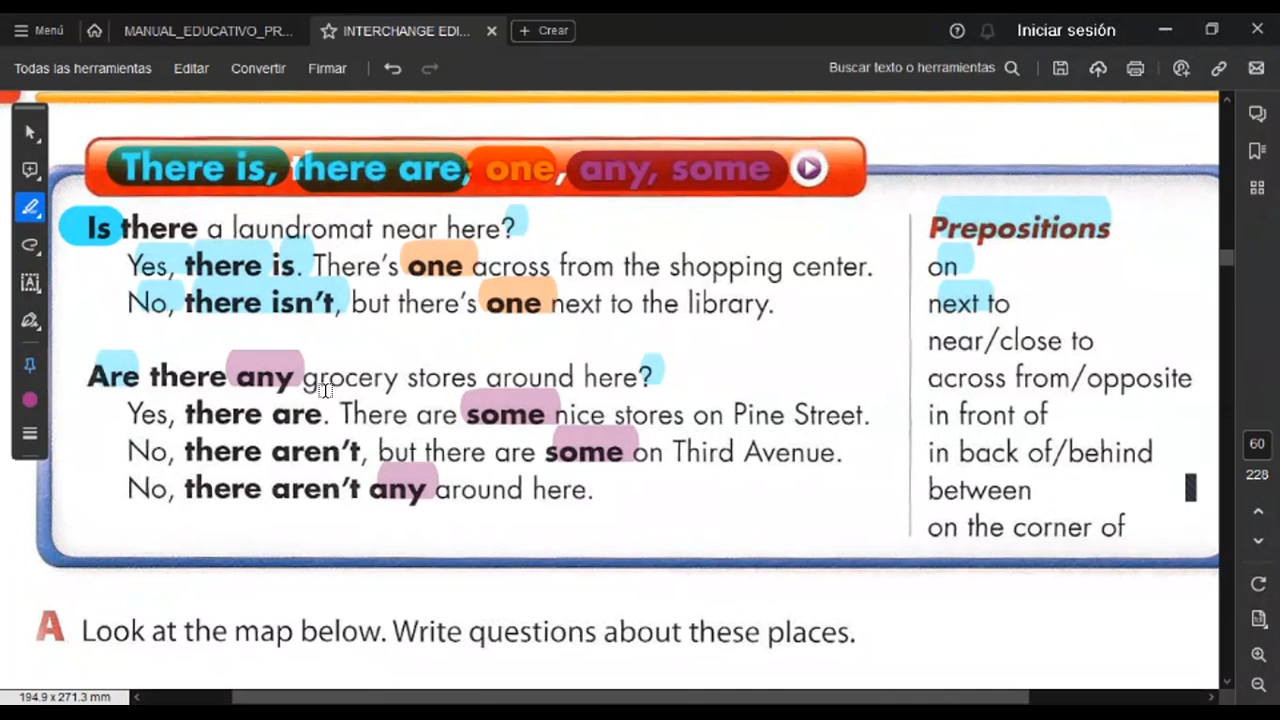 Menú MANUAL_EDUCATIVO_PR... INTERCHANGE EDI... Crear Iniciar sesión
Todas las herramientas Editar Convertir Firmar Buscar texto o herramientas
There is, there are; one, any, some
Is there a laundromat near here?
Yes, there is. There's one across from the shopping center.
No, there isn't, but there's one next to the library.
Are there any grocery stores around here?
Yes, there are. There are some nice stores on Pine Street.
No, there aren't, but there are some on Third Avenue.
No, there aren't any around here.
Prepositions
on
next to
near/close to
across from/opposite
in front of
in back of/behind
between
on the corner of
60
228
A Look at the map below. Write questions about these places.
194.9 x 271.3 mm